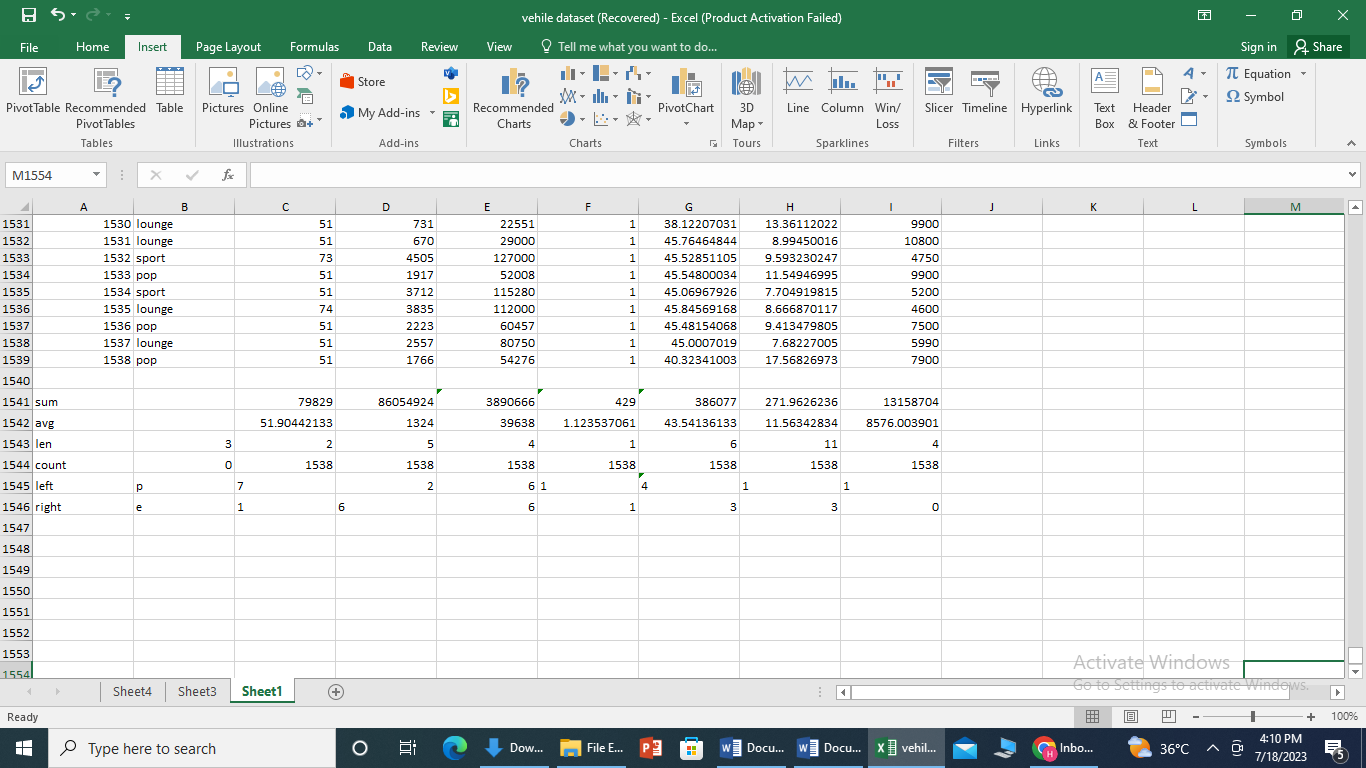 vehile dataset (Recovered) - Excel (Product Activation Failed)
File Home Insert Page Layout Formulas Data Review View Tell me what you want to do... Sign in Share
PivotTable Recommended PivotTables Table Pictures Online Pictures Store My Add-ins Recommended Charts PivotChart 3D Map Line Column Win/Loss Slicer Timeline Hyperlink Text Box Header & Footer Equation Symbol
Tables Illustrations Add-ins Charts Tours Sparklines Filters Links Text Symbols
M1554 fx
A B C D E F G H I J K L M
1531 1530 lounge 51 731 22551 1 38.12207031 13.36112022 9900
1532 1531 lounge 51 670 29000 1 45.76464844 8.99450016 10800
1533 1532 sport 73 4505 127000 1 45.52851105 9.593230247 4750
1534 1533 pop 51 1917 52008 1 45.54800034 11.54946995 9900
1535 1534 sport 51 3712 115280 1 45.06967926 7.704919815 5200
1536 1535 lounge 74 3835 112000 1 45.84569168 8.666870117 4600
1537 1536 pop 51 2223 60457 1 45.48154068 9.413479805 7500
1538 1537 lounge 51 2557 80750 1 45.0007019 7.68227005 5990
1539 1538 pop 51 1766 54276 1 40.32341003 17.56826973 7900
1540
1541 sum 79829 86054924 3890666 429 386077 271.9626236 13158704
1542 avg 51.90442133 1324 39638 1.123537061 43.54136133 11.56342834 8576.003901
1543 len 3 2 5 4 1 6 11 4
1544 count 0 1538 1538 1538 1538 1538 1538 1538
1545 left p 7 2 6 1 4 1 1
1546 right e 1 6 6 1 3 3 0
1547
1548
1549
1550
1551
1552
1553
1554
Activate Windows
Go to Settings to activate Windows.
Sheet4 Sheet3 Sheet1
Ready 100%
Type here to search Dow... File E... Docu... Docu... vehil... Inbo... 36°C 4:10 PM
7/18/2023 5